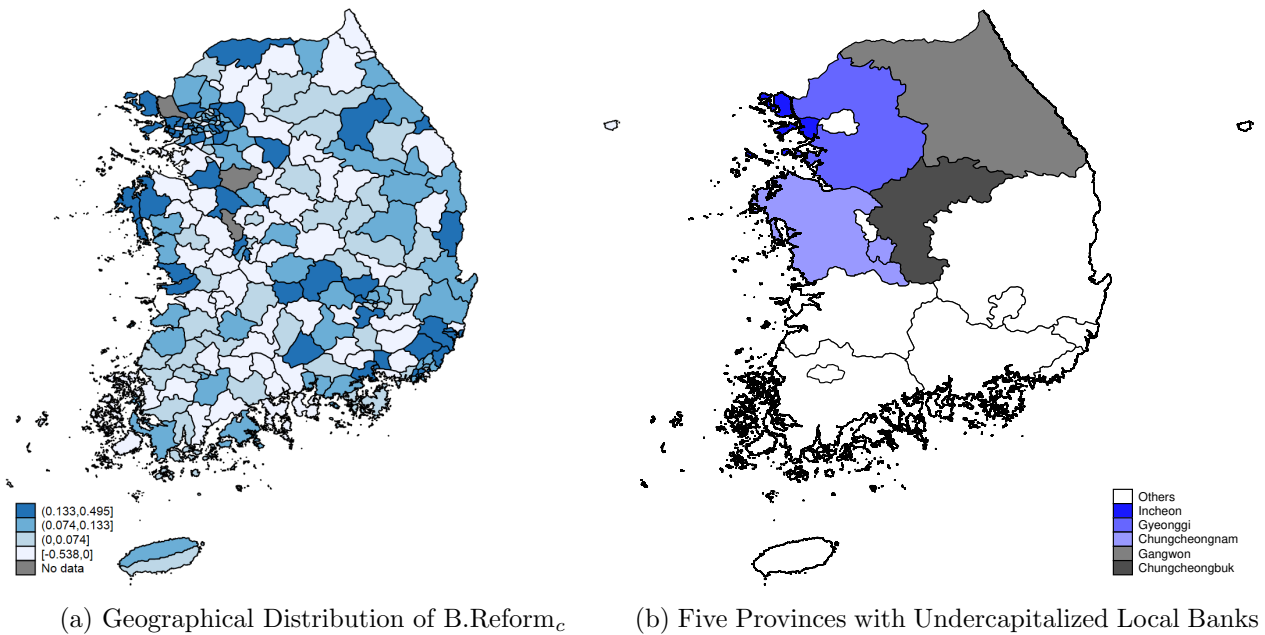 (0.133,0.495]
(0.074,0.133]
(0,0.074]
[-0.538,0]
No data
Others
Incheon
Gyeonggi
Chungcheongnam
Gangwon
Chungcheongbuk
(a) Geographical Distribution of B.Reform_c
(b) Five Provinces with Undercapitalized Local Banks